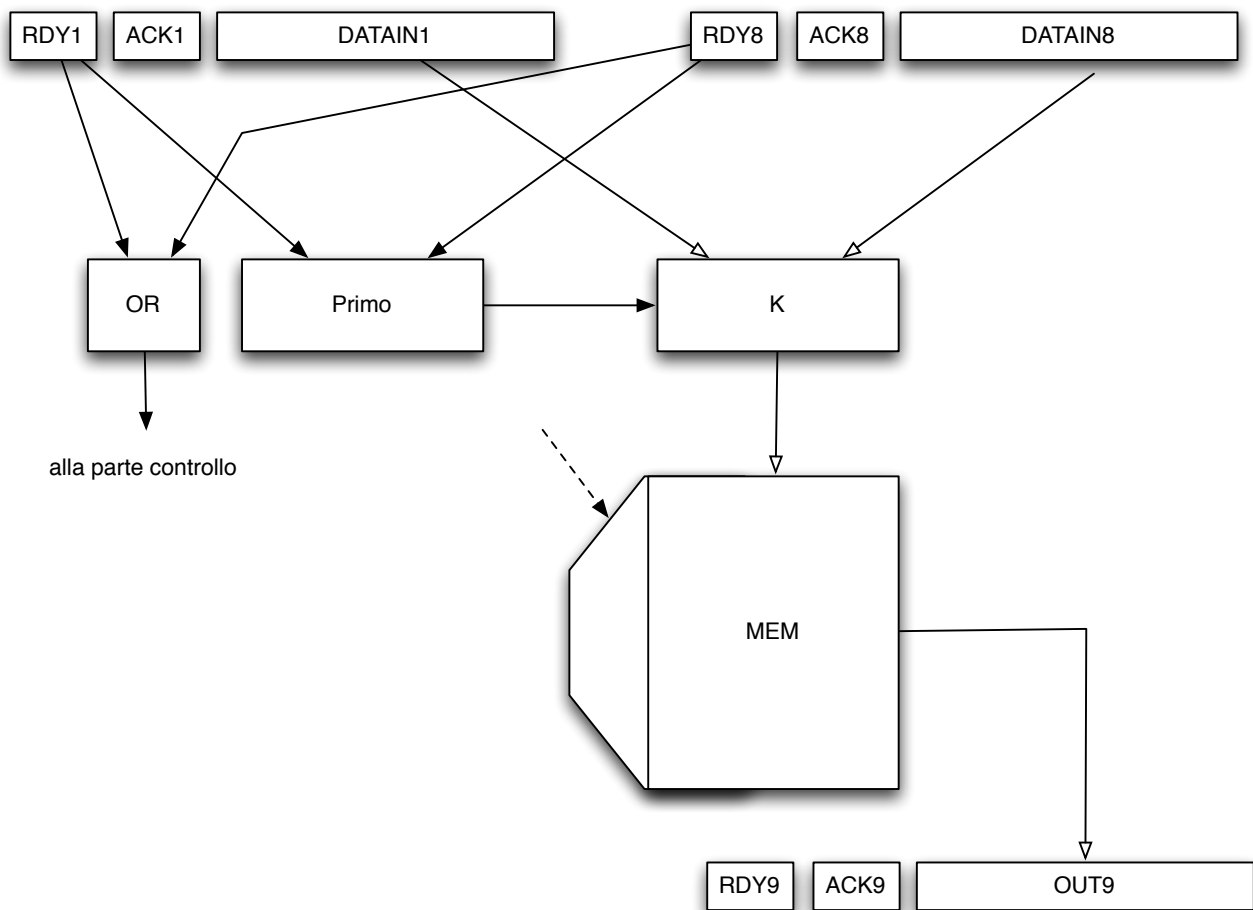 RDY1 ACK1 DATAIN1 RDY8 ACK8 DATAIN8
OR Primo K
alla parte controllo
MEM
RDY9 ACK9 OUT9